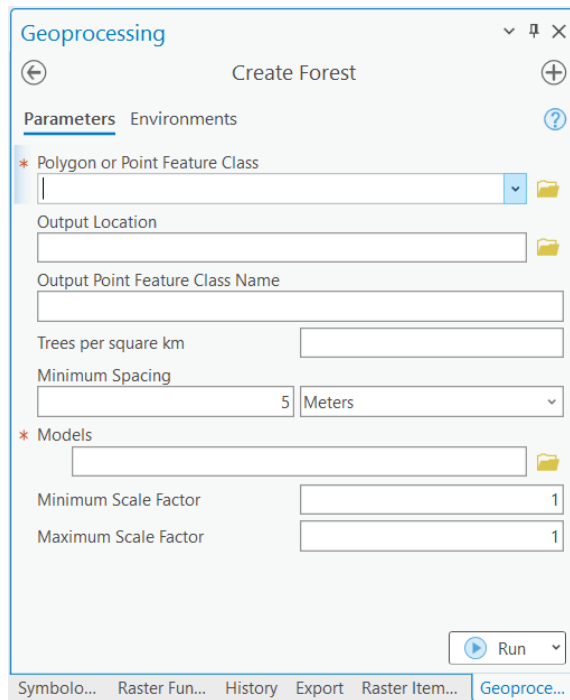 Geoprocessing
Create Forest
Parameters Environments
* Polygon or Point Feature Class
Output Location
Output Point Feature Class Name
Trees per square km
Minimum Spacing
5 Meters
* Models
Minimum Scale Factor 1
Maximum Scale Factor 1
Run
Symbolo... Raster Fun... History Export Raster Item... Geoproce...